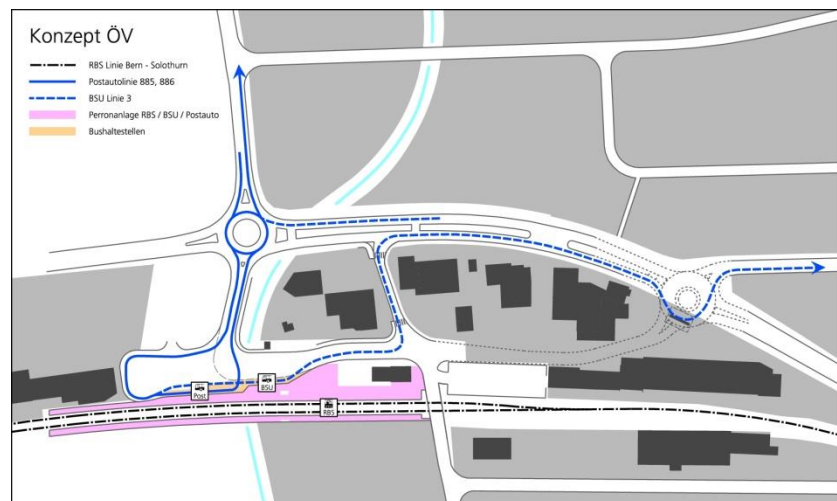 Konzept ÖV
RBS Linie Bern - Solothurn
Postautolinie 885, 886
BSU Linie 3
Perronanlage RBS / BSU / Postauto
Bushaltestellen
BSU
Post
RBS